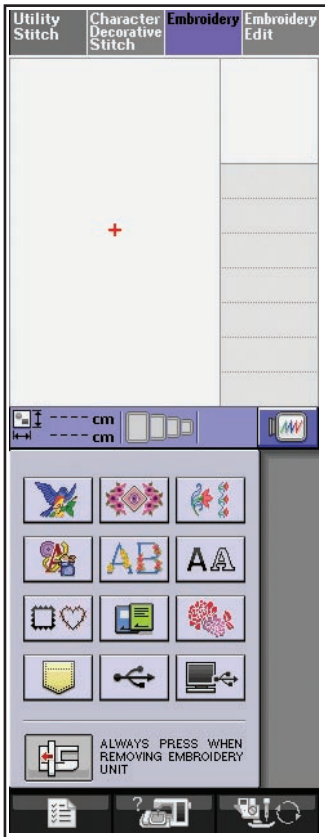 Utility Character Embroidery Embroidery
Stitch Decorative Edit
Stitch
---- cm
---- cm
AB AA
ALWAYS PRESS WHEN
REMOVING EMBROIDERY
UNIT
?